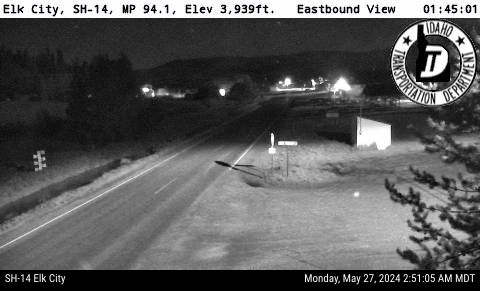 Elk City, SH-14, MP 94.1, Elev 3,939ft. Eastbound View 01:45:01
IDAHO
TRANSPORTATION DEPARTMENT
SH-14 Elk City Monday, May 27, 2024 2:51:05 AM MDT